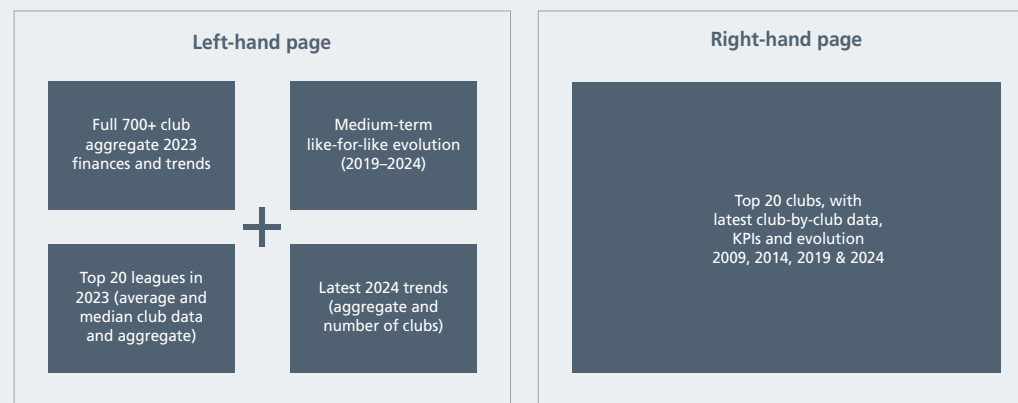 Left-hand page
Full 700+ club
aggregate 2023
finances and trends
Medium-term
like-for-like evolution
(2019–2024)
Top 20 leagues in
2023 (average and
median club data
and aggregate)
Latest 2024 trends
(aggregate and
number of clubs)
Right-hand page
Top 20 clubs, with
latest club-by-club data,
KPIs and evolution
2009, 2014, 2019 & 2024